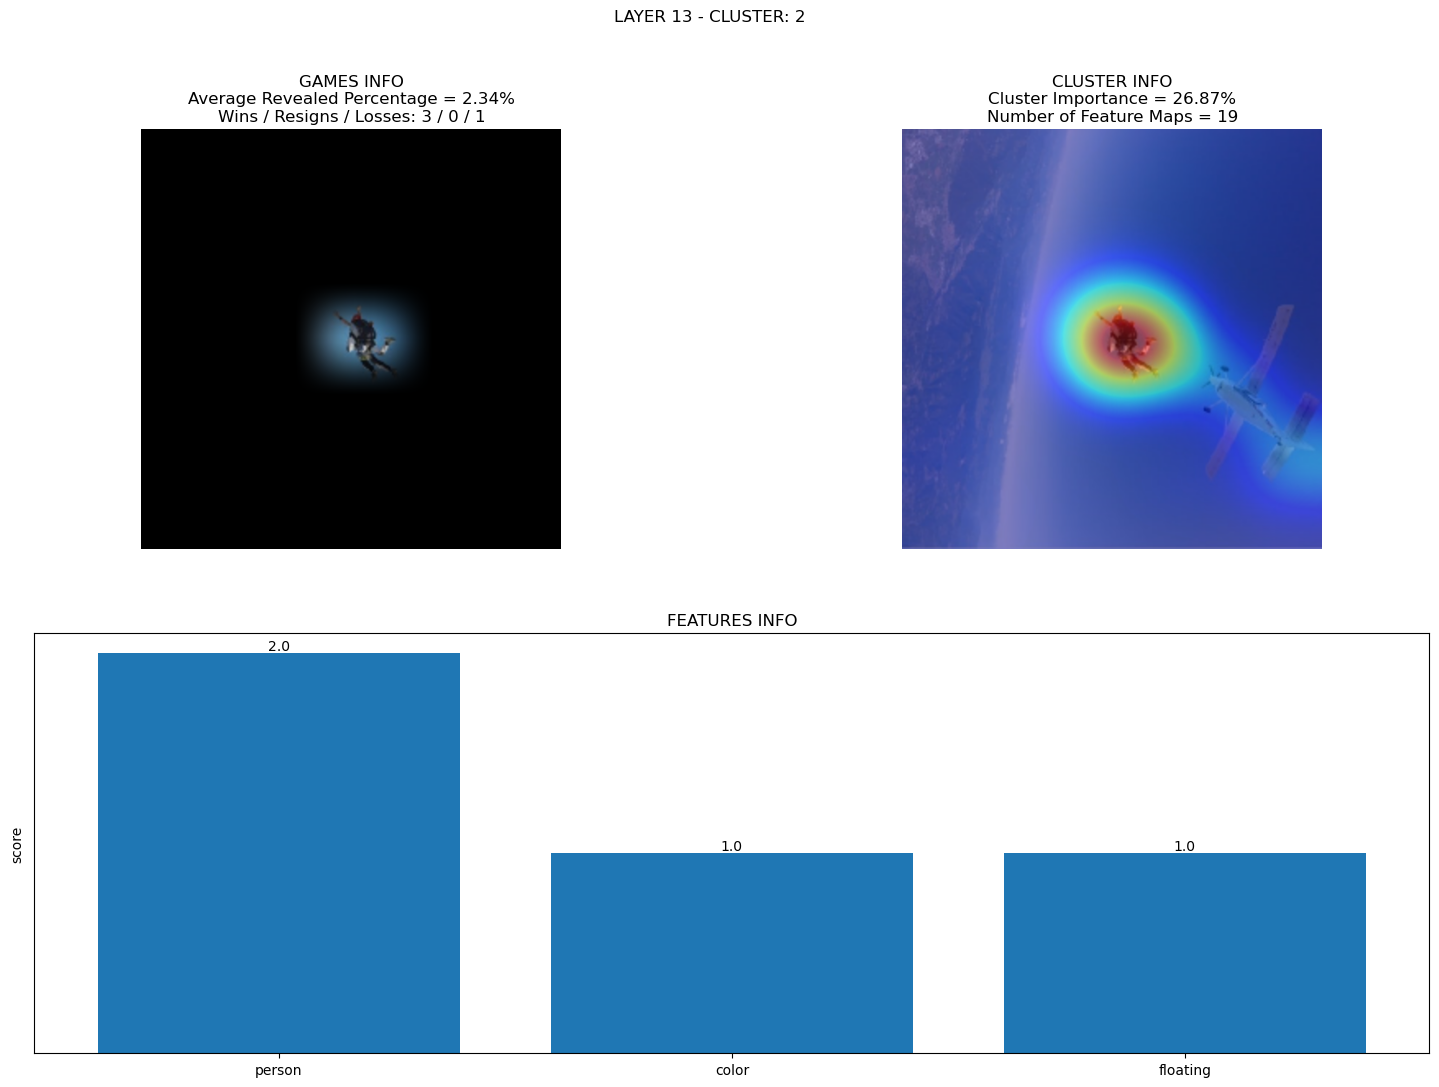 LAYER 13 - CLUSTER: 2
GAMES INFO
Average Revealed Percentage = 2.34%
Wins / Resigns / Losses: 3 / 0 / 1
CLUSTER INFO
Cluster Importance = 26.87%
Number of Feature Maps = 19
FEATURES INFO
score
2.0
1.0
1.0
person
color
floating